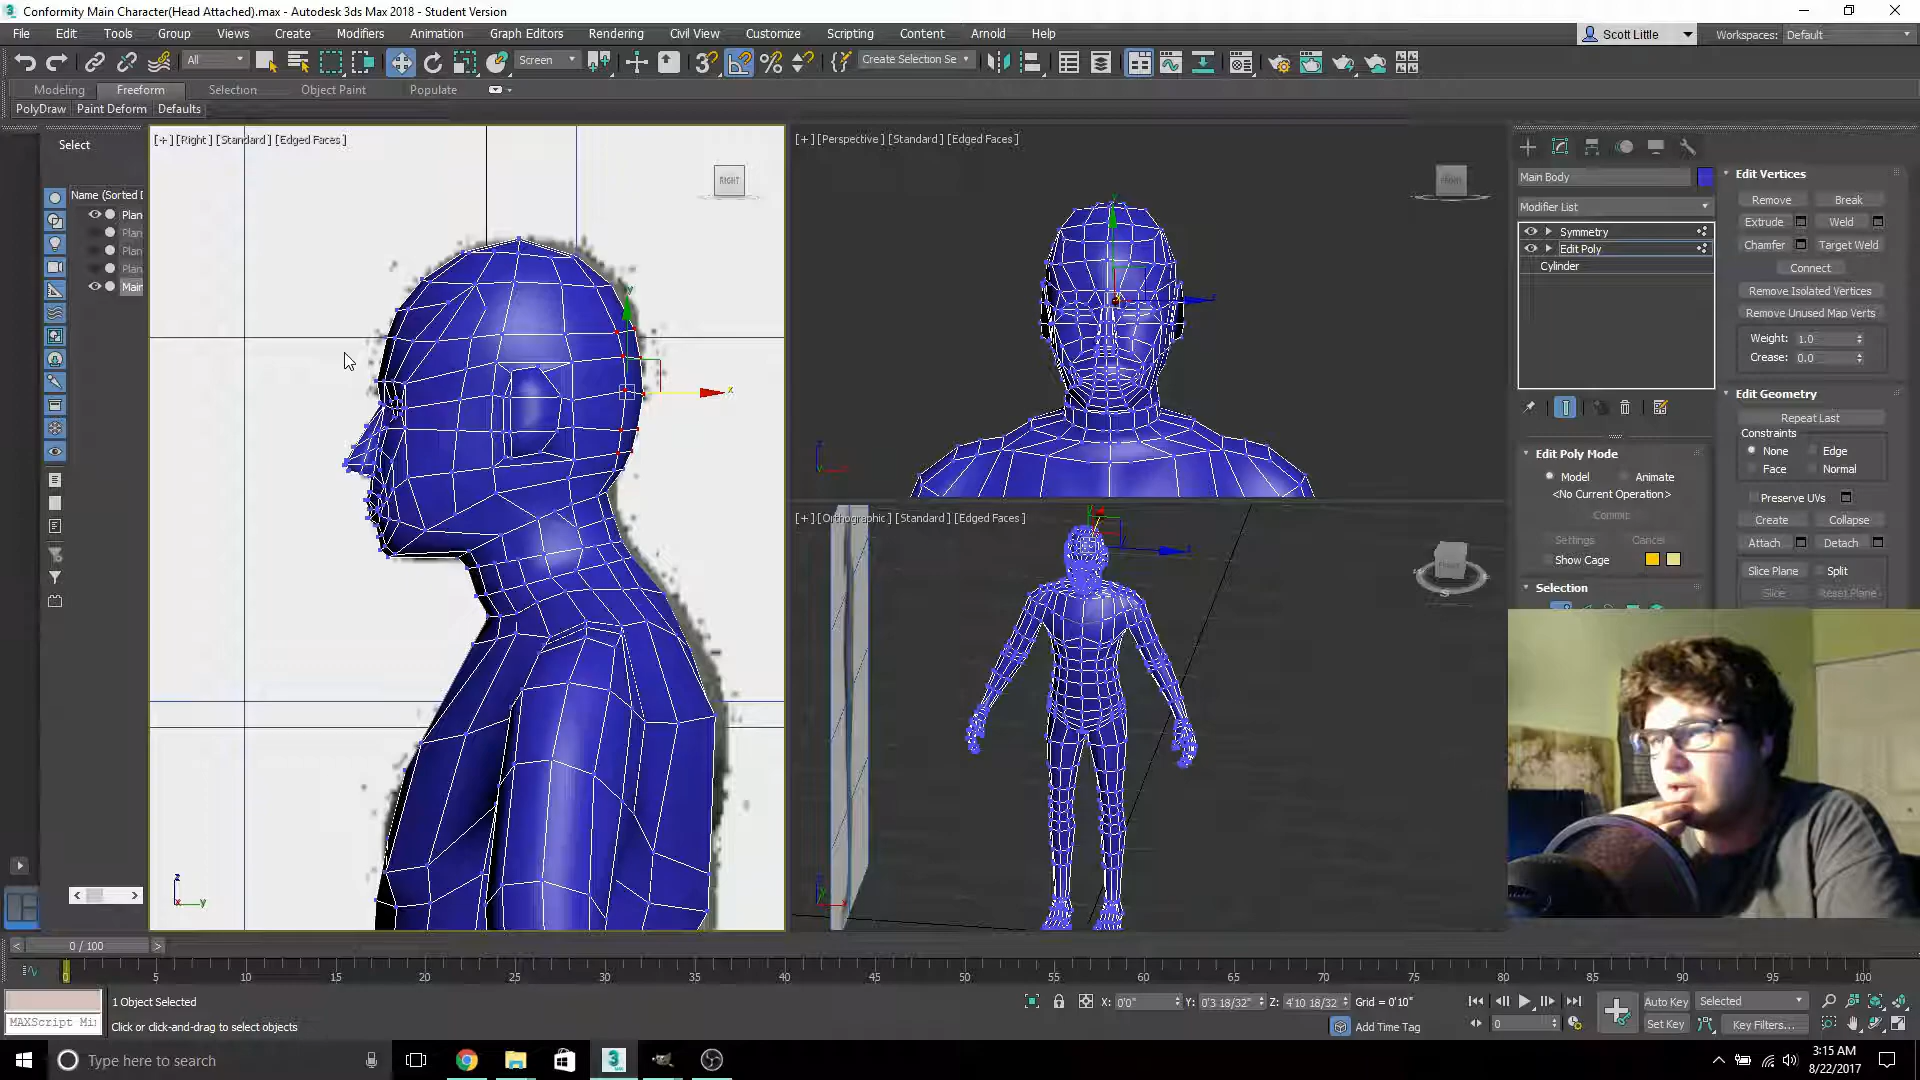 Conformity Main Character(Head Attached).max - Autodesk 3ds Max 2018 - Student Version
File Edit Tools Group Views Create Modifiers Animation Graph Editors Rendering Civil View Customize Scripting Content Arnold Help
Scott Little Workspaces: Default
All Screen Create Selection Se
Modeling Freeform Selection Object Paint Populate
PolyDraw Paint Deform Defaults
Select
Name (Sorted D
Plan
Plan
Plan
Plan
Main
[+] [Right] [Standard] [Edged Faces]
RIGHT
[+] [Perspective] [Standard] [Edged Faces]
FRONT
[+] [Orthographic] [Standard] [Edged Faces]
Main Body
Modifier List
Symmetry
Edit Poly
Cylinder
Edit Poly Mode
Model Animate
<No Current Operation>
Commit
Settings Cancel
Show Cage
Selection
Edit Vertices
Remove Break
Extrude Weld
Chamfer Target Weld
Connect
Remove Isolated Vertices
Remove Unused Map Verts
Weight: 1.0
Crease: 0.0
Edit Geometry
Repeat Last
Constraints
None Edge
Face Normal
Preserve UVs
Create Collapse
Attach Detach
Slice Plane Split
Slice Reset Plane
0 / 100
0 5 10 15 20 25 30 35 40 45 50 55 60 65 70 75 80 85 90 95 100
1 Object Selected
MAXScript Mi
Click or click-and-drag to select objects
X: 0'0" Y: 0'3 18/32" Z: 4'10 18/32 Grid = 0'10"
Add Time Tag
0
Auto Key Selected
Set Key Key Filters...
Type here to search
3:15 AM
8/22/2017